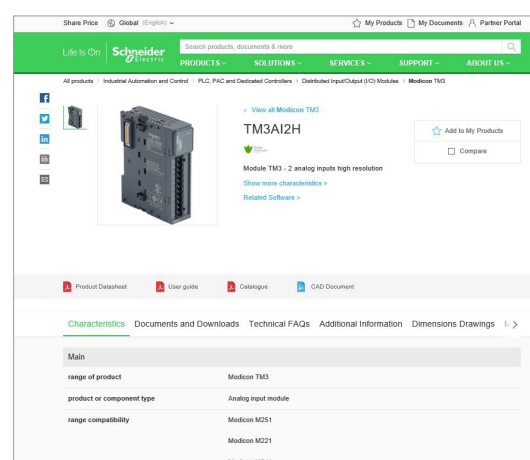 Share Price Global (English) My Products My Documents Partner Portal
Life Is On Schneider Electric
Search products, documents & more
PRODUCTS SOLUTIONS SERVICES SUPPORT ABOUT US
All products > Industrial Automation and Control > PLC, PAC and Dedicated Controllers > Distributed Input/Output (I/O) Modules > Modicon TM3
< View all Modicon TM3
TM3AI2H
Add to My Products
Compare
Module TM3 - 2 analog inputs high resolution
Show more characteristics >
Related Software >
Product Datasheet User guide Catalogue CAD Document
Characteristics Documents and Downloads Technical FAQs Additional Information Dimensions Drawings
Main
range of product Modicon TM3
product or component type Analog input module
range compatibility Modicon M251
Modicon M221